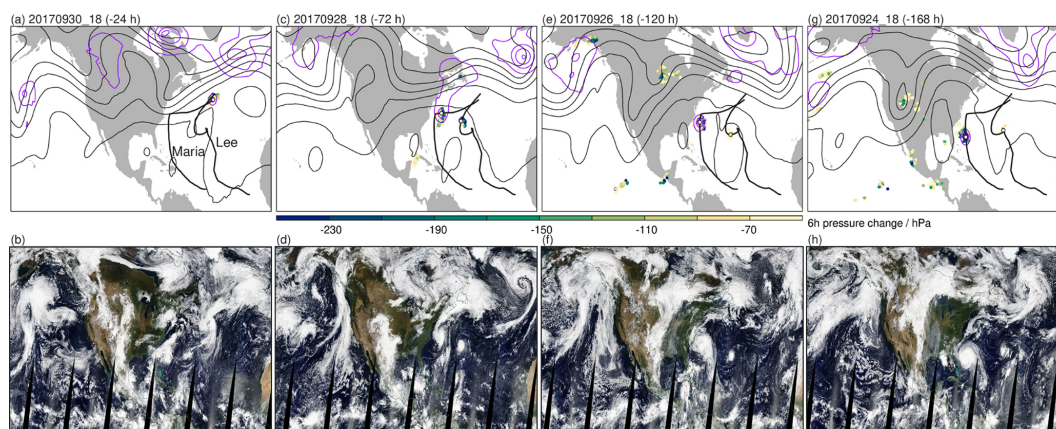 (a) 20170930_18 (-24 h)
(c) 20170928_18 (-72 h)
(e) 20170926_18 (-120 h)
(g) 20170924_18 (-168 h)
Maria
Lee
-230
-190
-150
-110
-70
6h pressure change / hPa
(b)
(d)
(f)
(h)